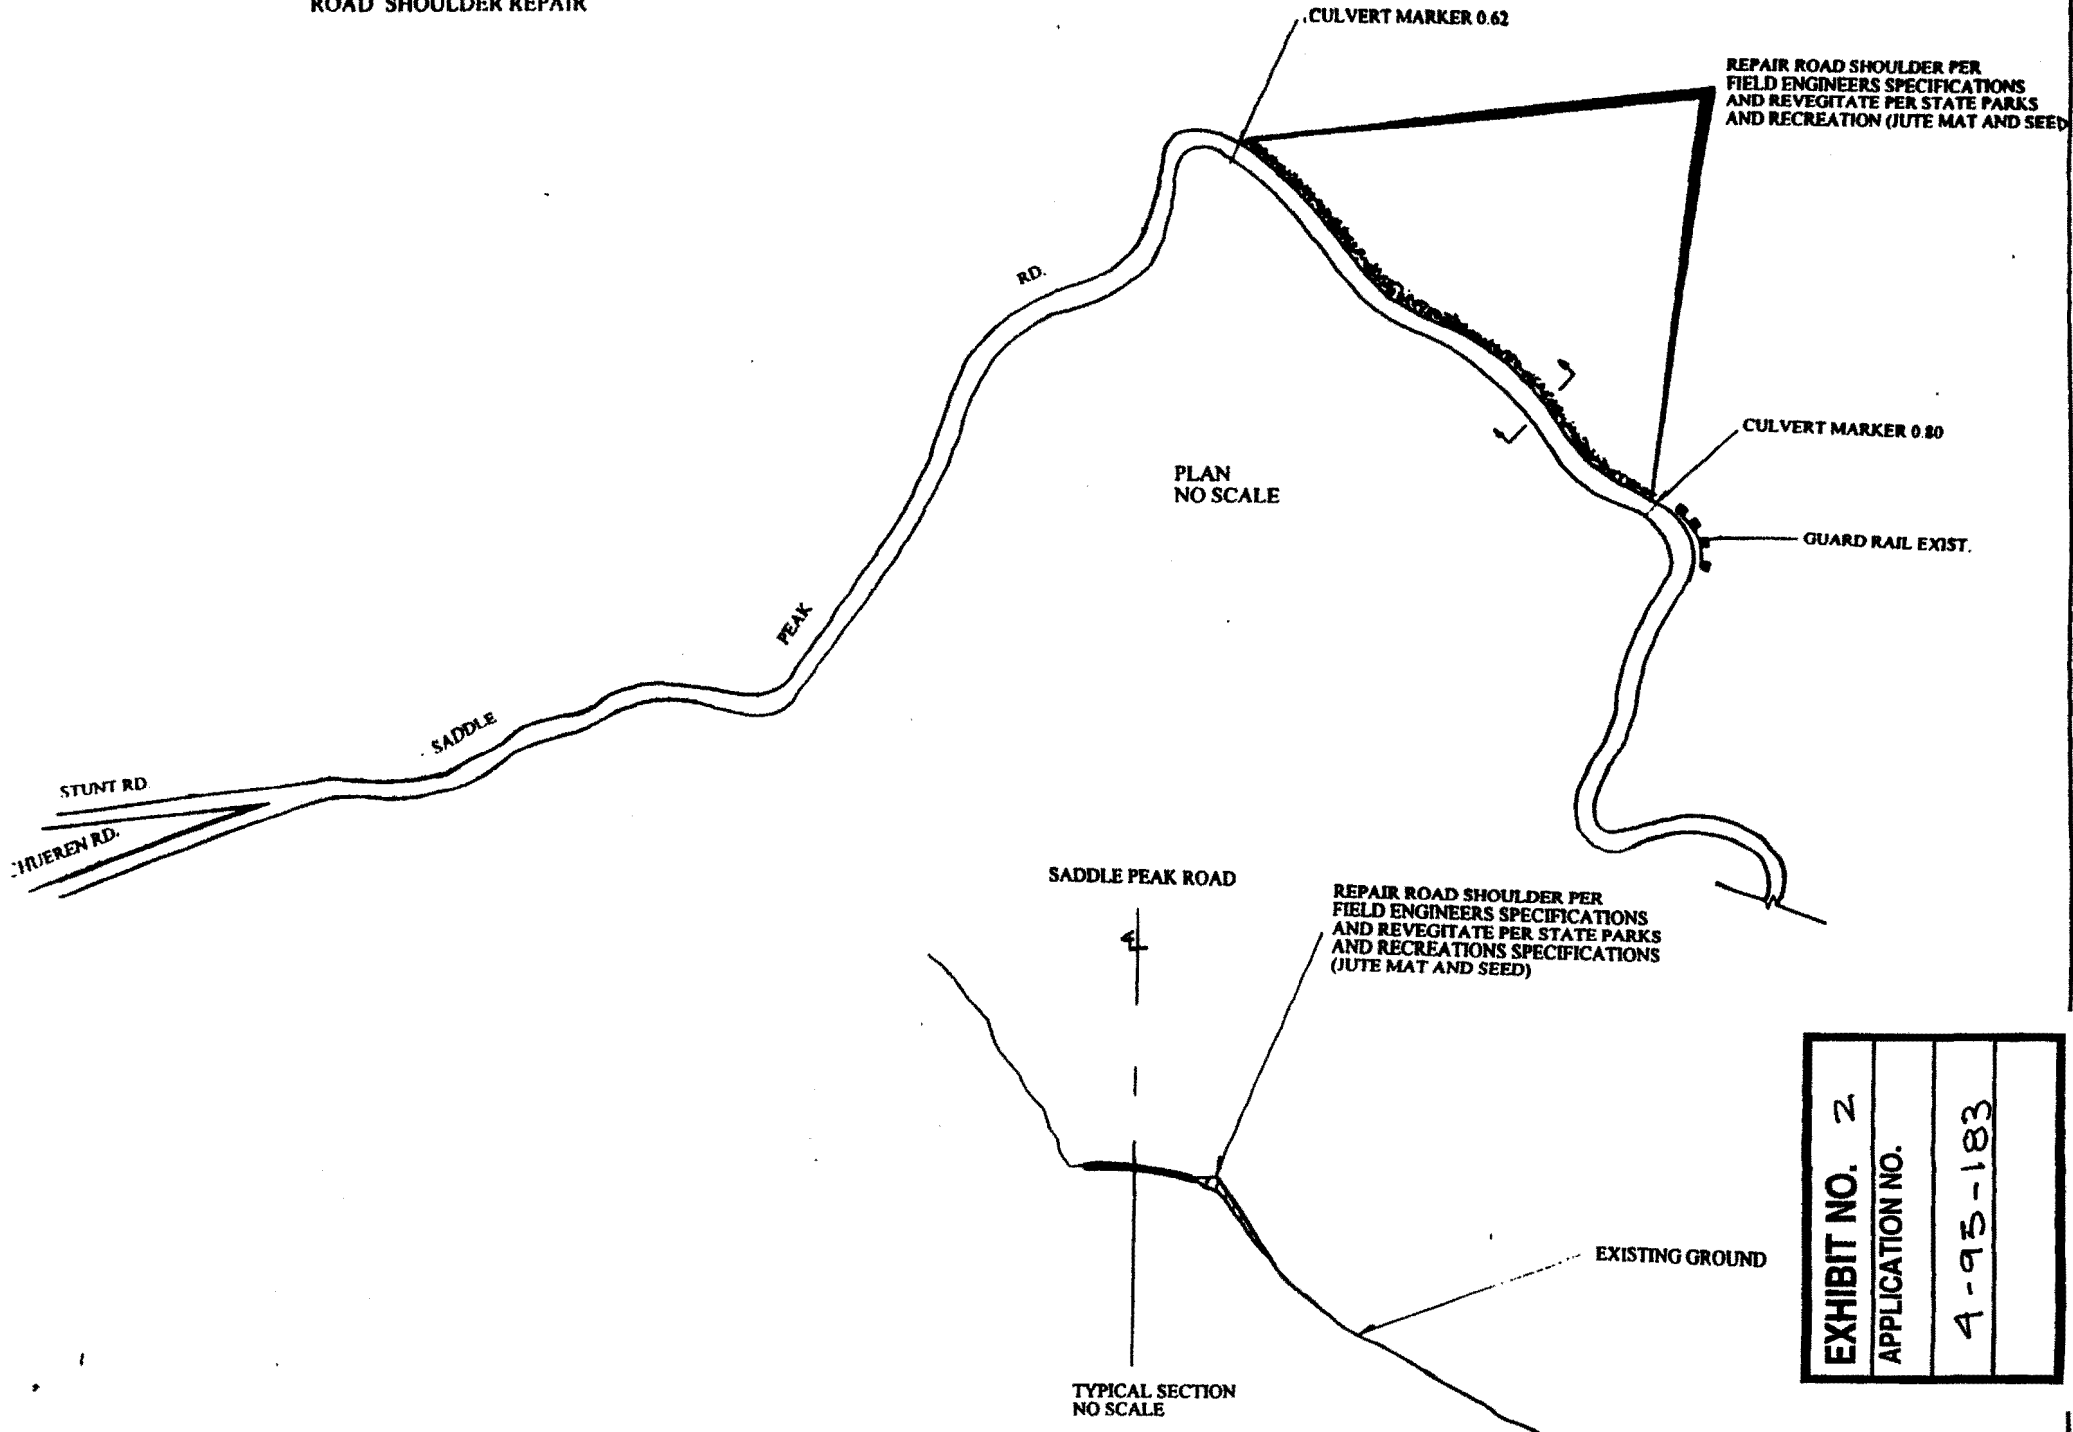 ROAD SHOULDER REPAIR
CULVERT MARKER 0.62
REPAIR ROAD SHOULDER PER
FIELD ENGINEERS SPECIFICATIONS
AND REVEGITATE PER STATE PARKS
AND RECREATION (JUTE MAT AND SEED
RD.
CULVERT MARKER 0.80
PLAN
NO SCALE
GUARD RAIL EXIST.
PEAK
SADDLE
STUNT RD.
HUEREN RD.
SADDLE PEAK ROAD
REPAIR ROAD SHOULDER PER
FIELD ENGINEERS SPECIFICATIONS
AND REVEGITATE PER STATE PARKS
AND RECREATIONS SPECIFICATIONS
(JUTE MAT AND SEED)
EXISTING GROUND
TYPICAL SECTION
NO SCALE
EXHIBIT NO. 2
APPLICATION NO.
4-95-183